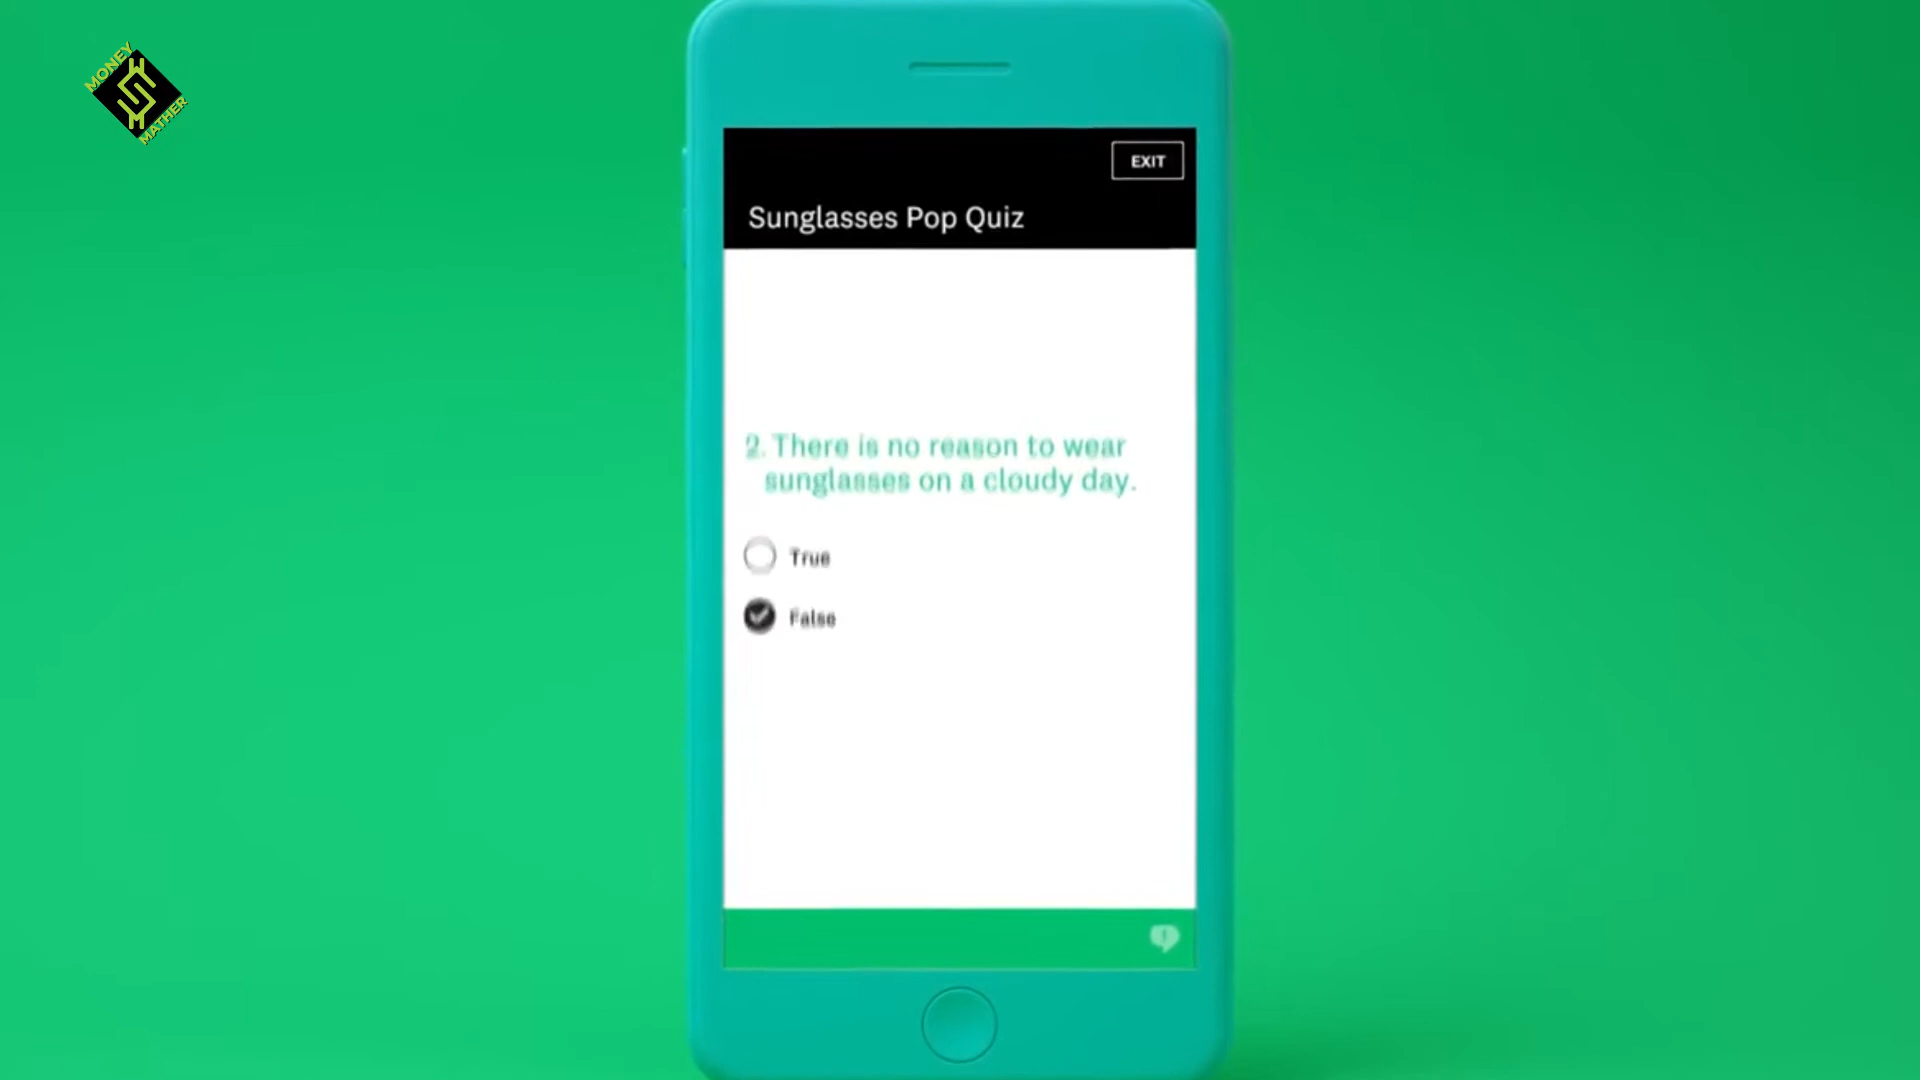 MONEY
MATHER
EXIT
Sunglasses Pop Quiz
2. There is no reason to wear
sunglasses on a cloudy day.
True
False